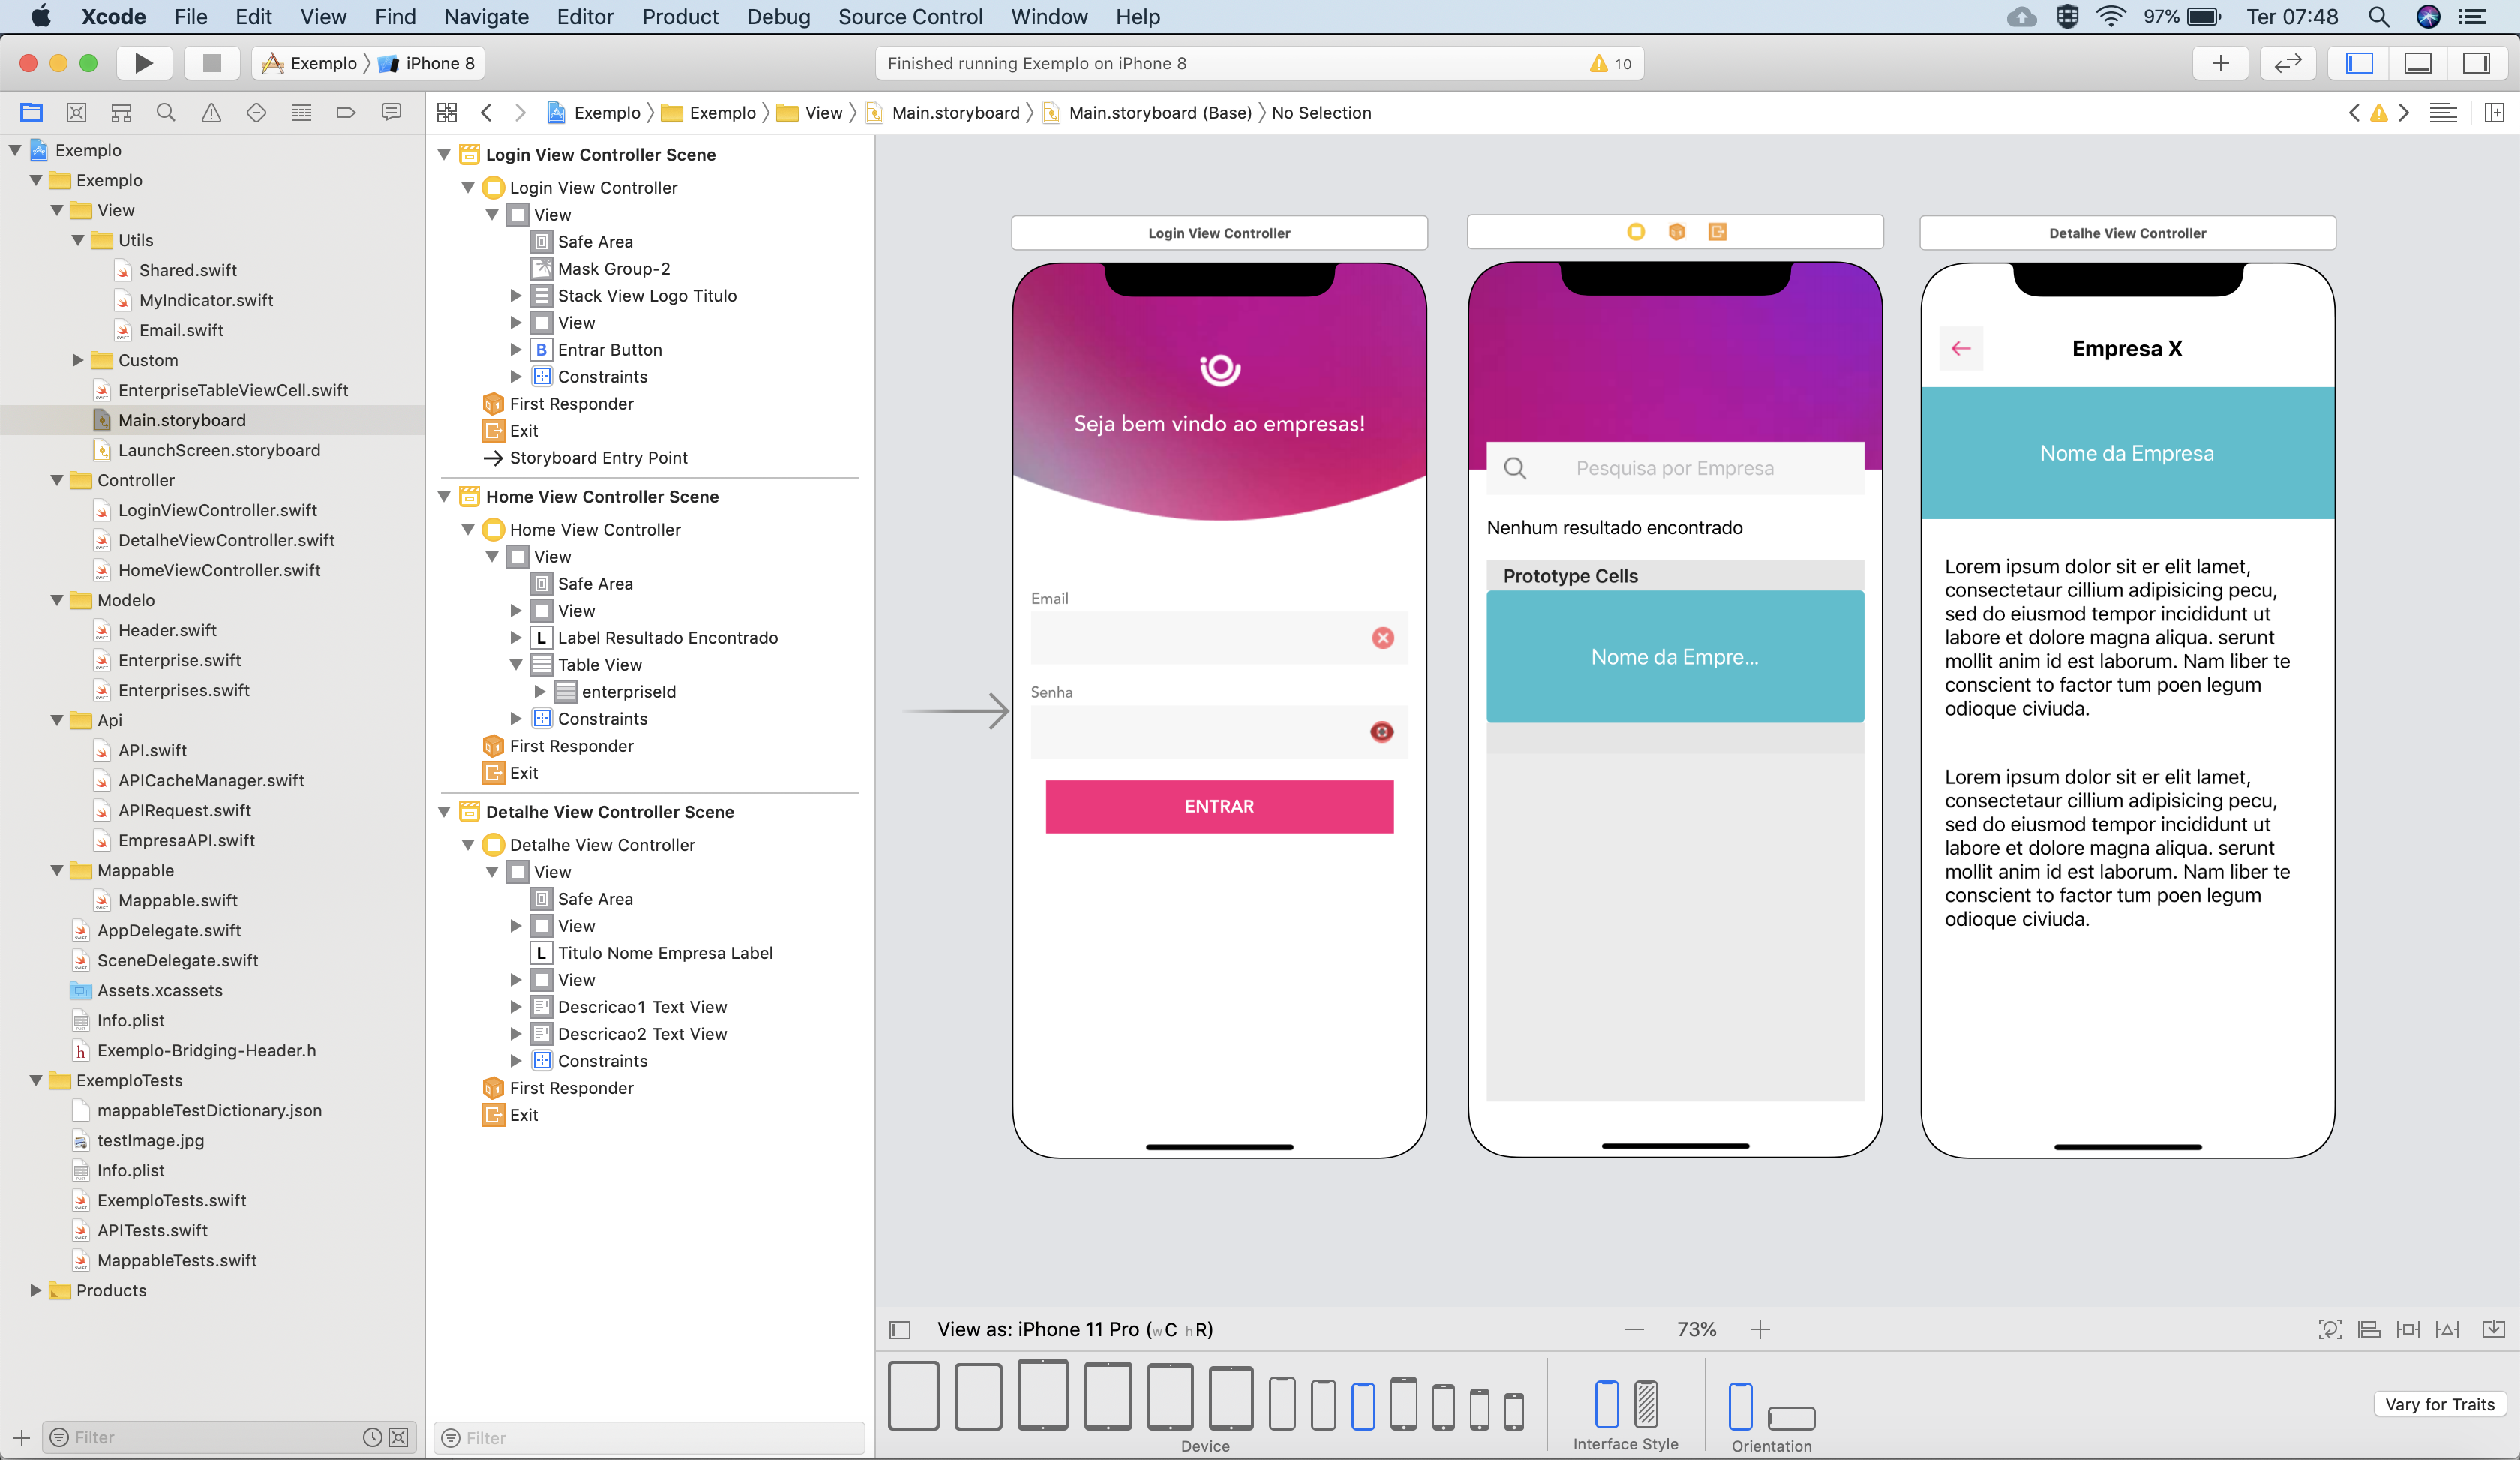 Xcode File Edit View Find Navigate Editor Product Debug Source Control Window Help 97% Ter 07:48
Exemplo iPhone 8 Finished running Exemplo on iPhone 8 10
Exemplo Exemplo View Main.storyboard Main.storyboard (Base) No Selection
Exemplo
Exemplo
View
Utils
Shared.swift
MyIndicator.swift
Email.swift
Custom
EnterpriseTableViewCell.swift
Main.storyboard
LaunchScreen.storyboard
Controller
LoginViewController.swift
DetalheViewController.swift
HomeViewController.swift
Modelo
Header.swift
Enterprise.swift
Enterprises.swift
Api
API.swift
APICacheManager.swift
APIRequest.swift
EmpresaAPI.swift
Mappable
Mappable.swift
AppDelegate.swift
SceneDelegate.swift
Assets.xcassets
Info.plist
h Exemplo-Bridging-Header.h
ExemploTests
mappableTestDictionary.json
testImage.jpg
Info.plist
ExemploTests.swift
APITests.swift
MappableTests.swift
Products
Filter
Login View Controller Scene
Login View Controller
View
Safe Area
Mask Group-2
Stack View Logo Titulo
View
B Entrar Button
Constraints
First Responder
Exit
Storyboard Entry Point
Home View Controller Scene
Home View Controller
View
Safe Area
View
L Label Resultado Encontrado
Table View
enterpriseId
Constraints
First Responder
Exit
Detalhe View Controller Scene
Detalhe View Controller
View
Safe Area
View
L Titulo Nome Empresa Label
View
Descricao1 Text View
Descricao2 Text View
Constraints
First Responder
Exit
Filter
Login View Controller
Seja bem vindo ao empresas!
Email
Senha
ENTRAR
Pesquisa por Empresa
Nenhum resultado encontrado
Prototype Cells
Nome da Empre...
Detalhe View Controller
Empresa X
Nome da Empresa
Lorem ipsum dolor sit er elit lamet,
consectetaur cillium adipisicing pecu,
sed do eiusmod tempor incididunt ut
labore et dolore magna aliqua. serunt
mollit anim id est laborum. Nam liber te
conscient to factor tum poen legum
odioque civiuda.
Lorem ipsum dolor sit er elit lamet,
consectetaur cillium adipisicing pecu,
sed do eiusmod tempor incididunt ut
labore et dolore magna aliqua. serunt
mollit anim id est laborum. Nam liber te
conscient to factor tum poen legum
odioque civiuda.
View as: iPhone 11 Pro (wC hR) 73%
Device Interface Style Orientation
Vary for Traits